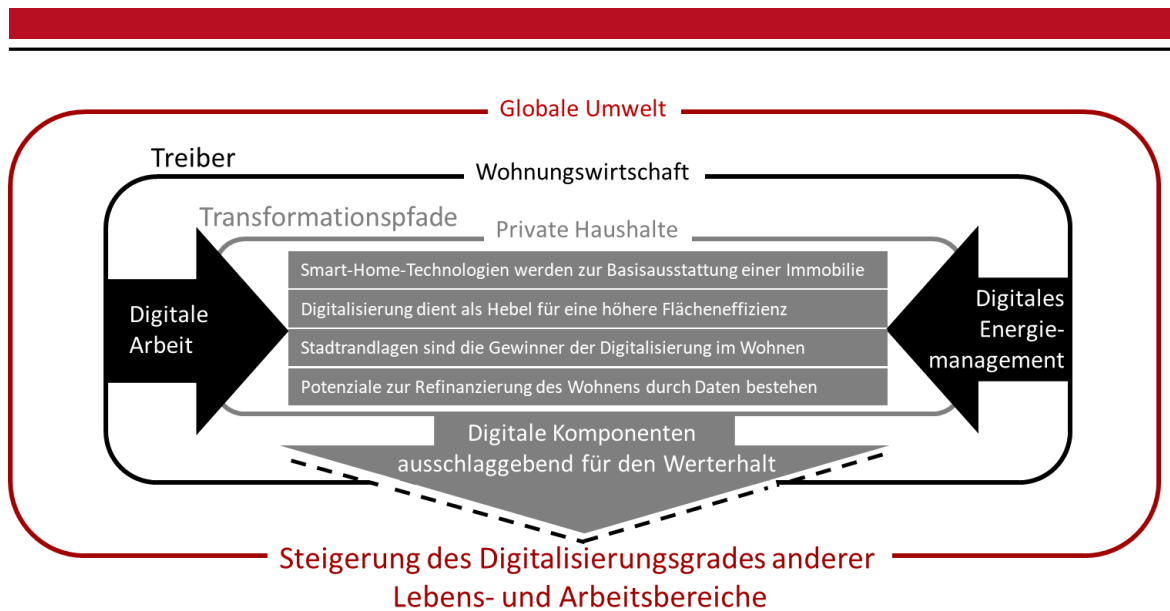 Globale Umwelt
Treiber
Wohnungswirtschaft
Transformationspfade
Private Haushalte
Smart-Home-Technologien werden zur Basisausstattung einer Immobilie
Digitalisierung dient als Hebel für eine höhere Flächeneffizienz
Stadtrandlagen sind die Gewinner der Digitalisierung im Wohnen
Potenziale zur Refinanzierung des Wohnens durch Daten bestehen
Digitale
Arbeit
Digitales
Energie-
management
Digitale Komponenten
ausschlaggebend für den Werterhalt
Steigerung des Digitalisierungsgrades anderer
Lebens- und Arbeitsbereiche